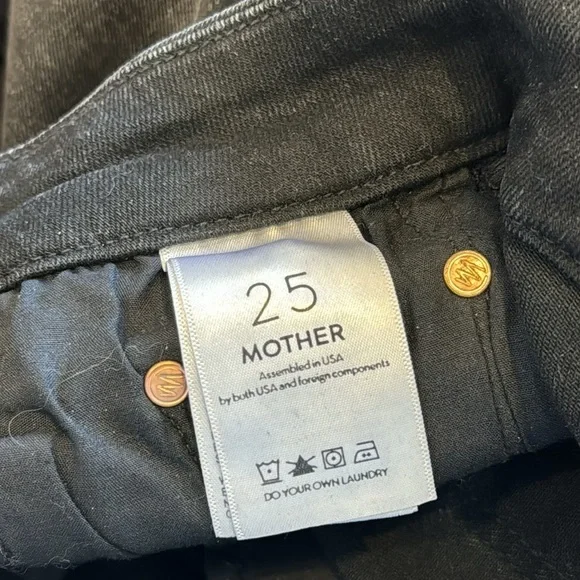 25
MOTHER
Assembled in USA
by both USA and foreign components
DO YOUR OWN LAUNDRY